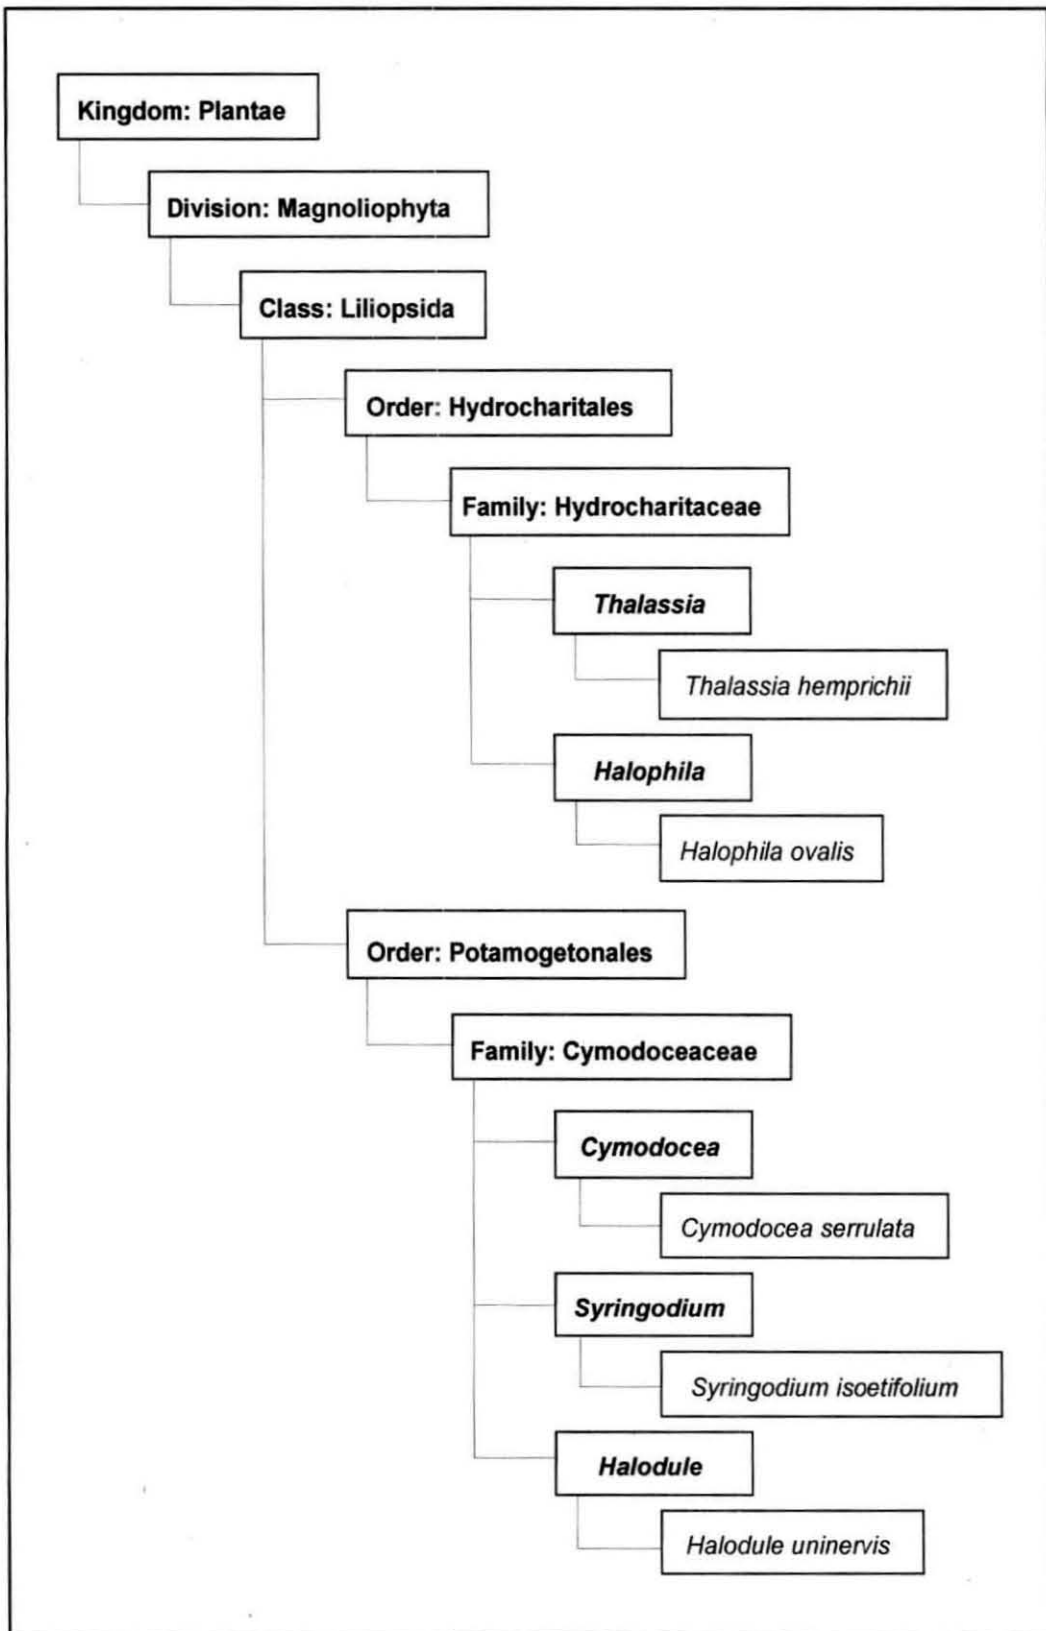 Kingdom: Plantae
Division: Magnoliophyta
Class: Liliopsida
Order: Hydrocharitales
Family: Hydrocharitaceae
Thalassia
Thalassia hemprichii
Halophila
Halophila ovalis
Order: Potamogetonales
Family: Cymodoceaceae
Cymodocea
Cymodocea serrulata
Syringodium
Syringodium isoetifolium
Halodule
Halodule uninervis